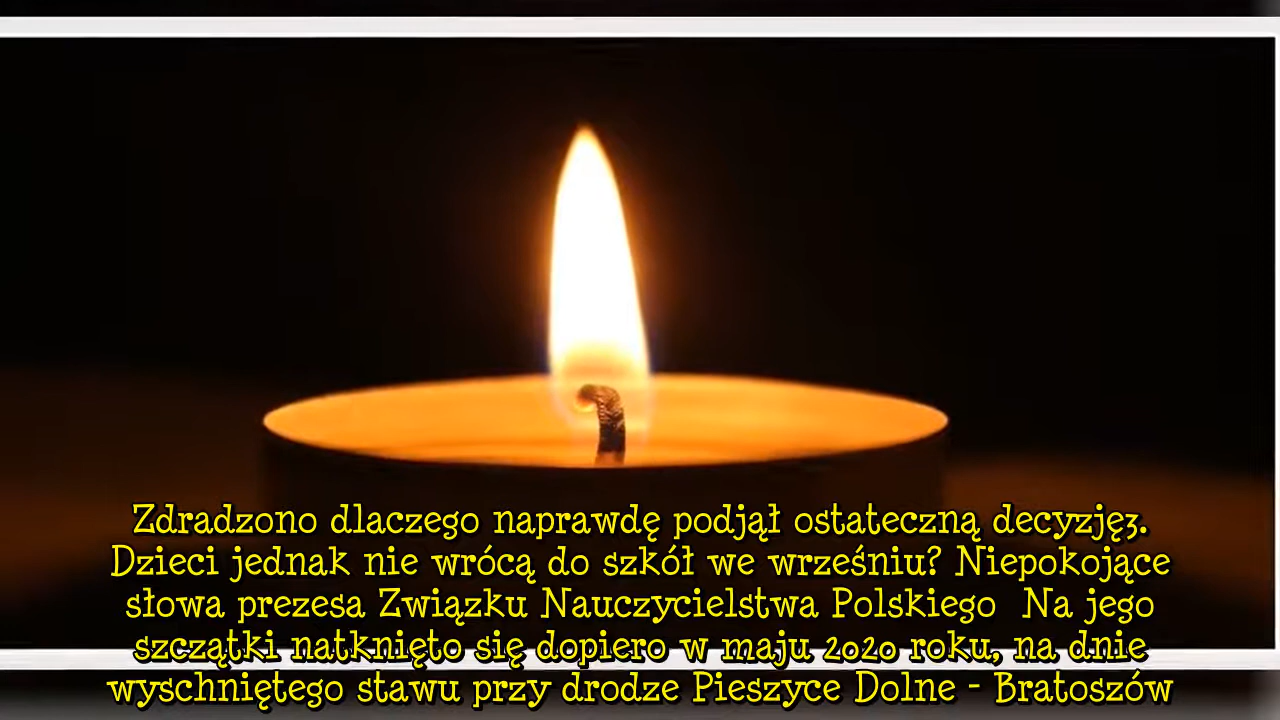 Zdradzono dlaczego naprawdę podjął ostateczną decyzję3.
Dzieci jednak nie wrócą do szkół we wrześniu? Niepokojące
słowa prezesa Związku Nauczycielstwa Polskiego Na jego
szczątki natknięto się dopiero w maju 2020 roku, na dnie
wyschniętego stawu przy drodze Pieszyce Dolne - Bratoszów